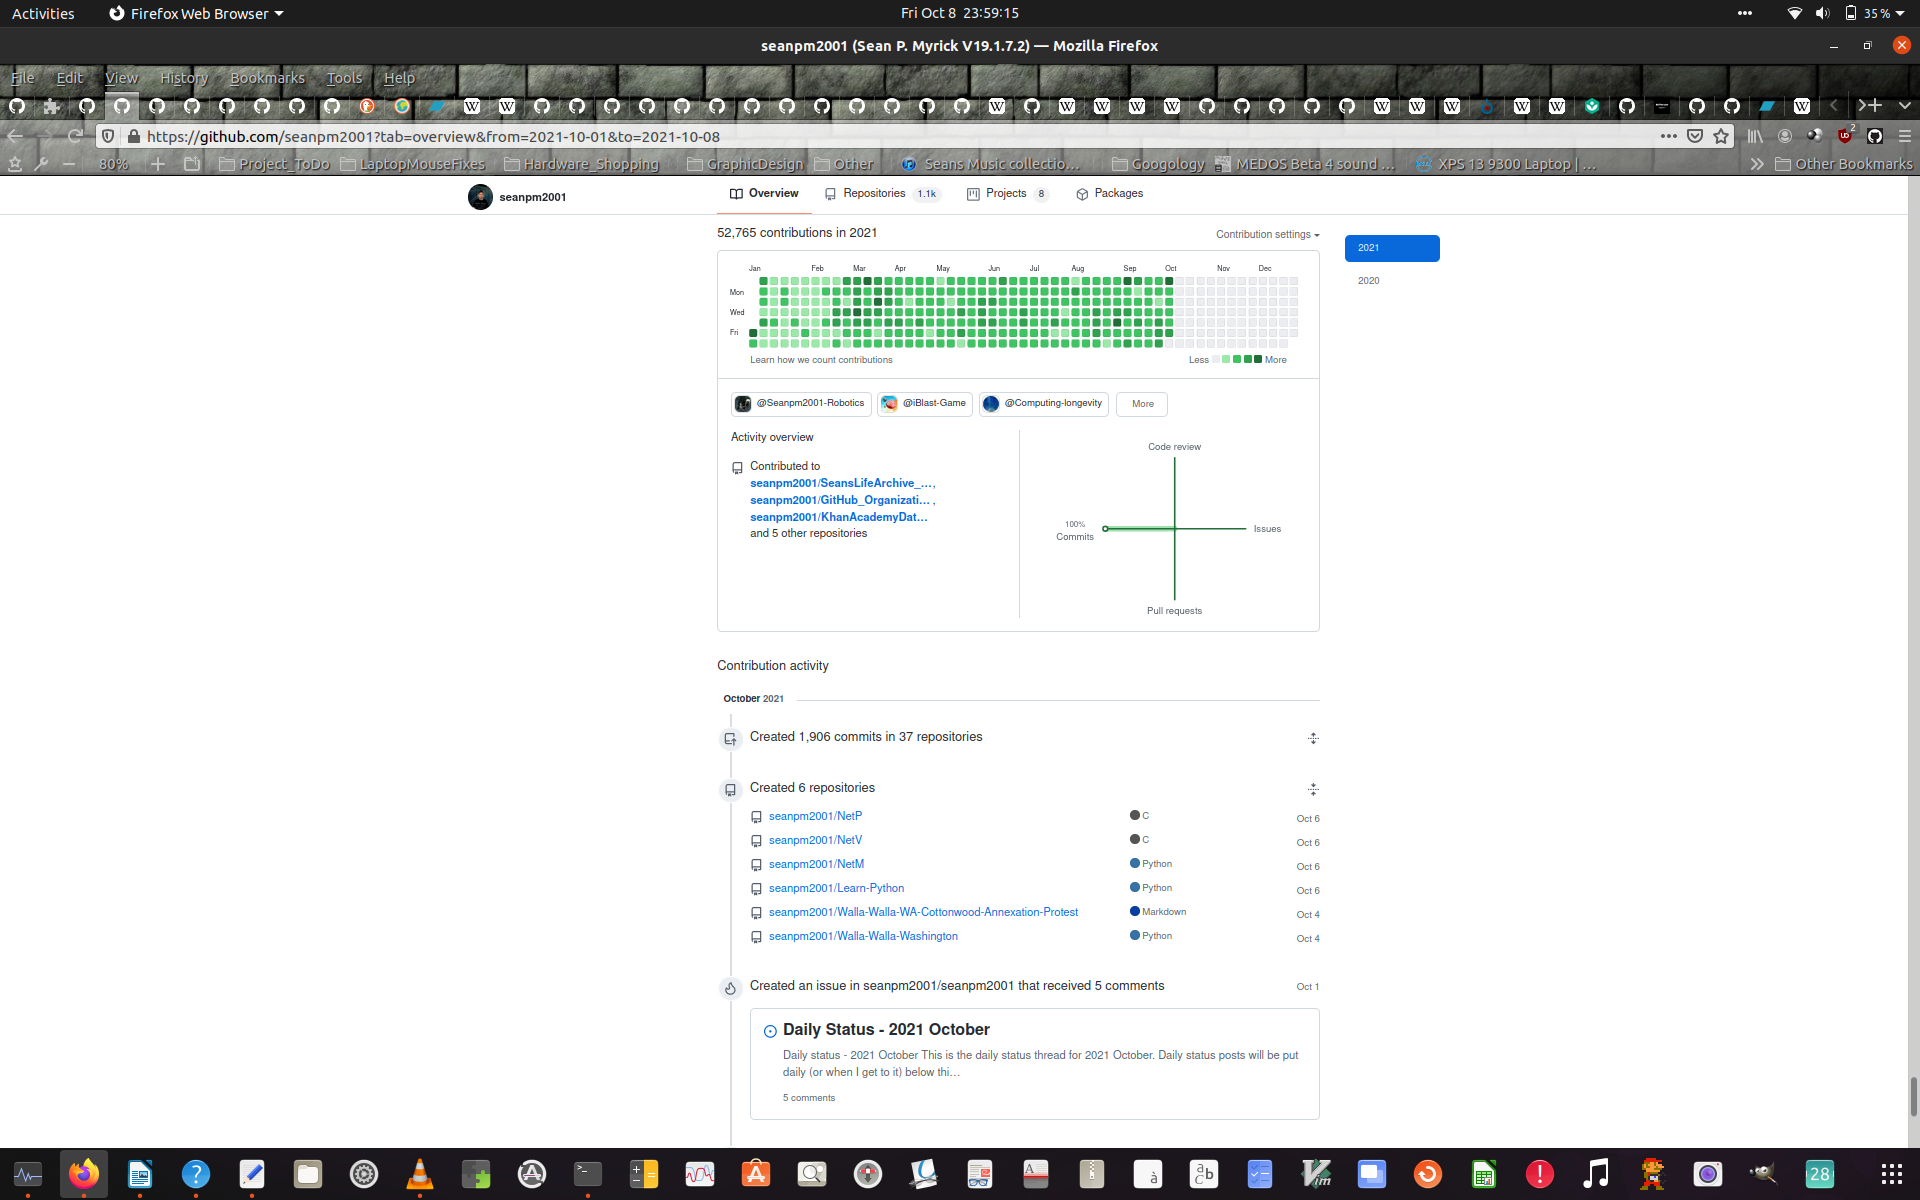 Activities
Firefox Web Browser
Fri Oct 8 23:59:15
35 %
seanpm2001 (Sean P. Myrick V19.1.7.2) — Mozilla Firefox
File Edit View History Bookmarks Tools Help
https://github.com/seanpm2001?tab=overview&from=2021-10-01&to=2021-10-08
2
80%
Project_ToDo
LaptopMouseFixes
Hardware_Shopping
GraphicDesign
Other
Seans Music collectio…
Googology
MEDOS Beta 4 sound …
XPS 13 9300 Laptop | …
Other Bookmarks
seanpm2001
Overview
Repositories 1.1k
Projects 8
Packages
52,765 contributions in 2021
Contribution settings
2021
2020
Jan Feb Mar Apr May Jun Jul Aug Sep Oct Nov Dec
Mon
Wed
Fri
Learn how we count contributions
Less More
@Seanpm2001-Robotics
@iBlast-Game
@Computing-longevity
More
Activity overview
Contributed to
seanpm2001/SeansLifeArchive_…,
seanpm2001/GitHub_Organizati… ,
seanpm2001/KhanAcademyDat…
and 5 other repositories
Code review
100%
Commits
Issues
Pull requests
Contribution activity
October 2021
Created 1,906 commits in 37 repositories
Created 6 repositories
seanpm2001/NetP C Oct 6
seanpm2001/NetV C Oct 6
seanpm2001/NetM Python Oct 6
seanpm2001/Learn-Python Python Oct 6
seanpm2001/Walla-Walla-WA-Cottonwood-Annexation-Protest Markdown Oct 4
seanpm2001/Walla-Walla-Washington Python Oct 4
Created an issue in seanpm2001/seanpm2001 that received 5 comments Oct 1
Daily Status - 2021 October
Daily status - 2021 October This is the daily status thread for 2021 October. Daily status posts will be put
daily (or when I get to it) below thi…
5 comments
28